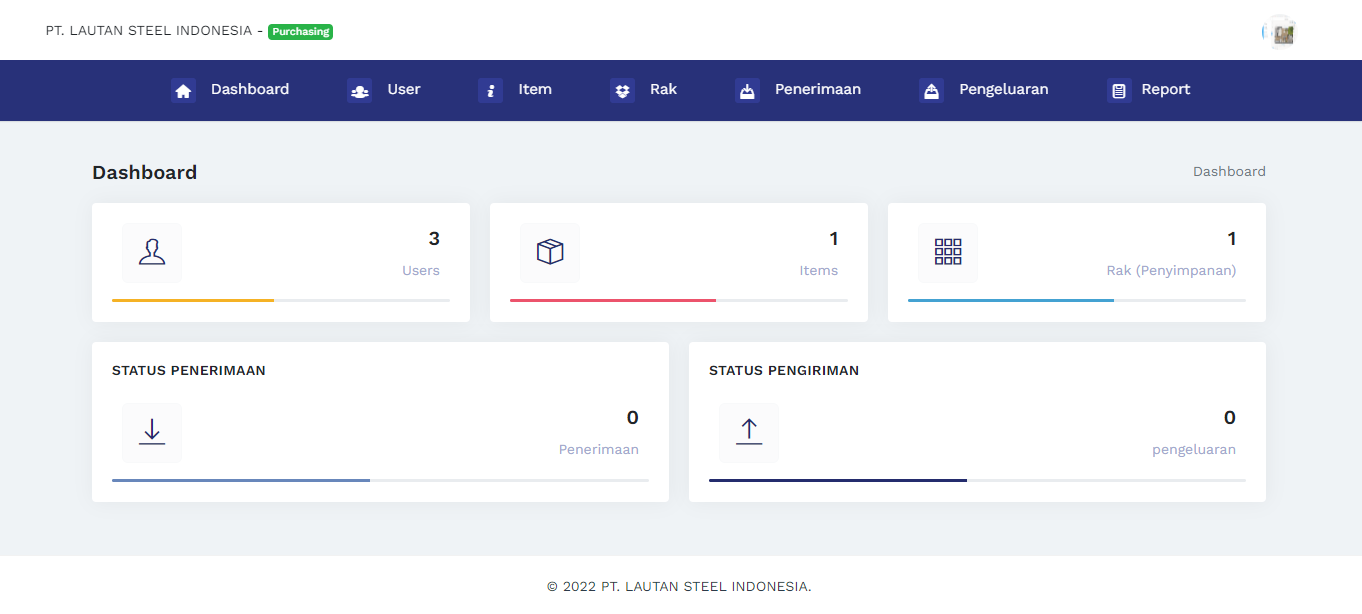 PT. LAUTAN STEEL INDONESIA - Purchasing
Dashboard User Item Rak Penerimaan Pengeluaran Report
Dashboard Dashboard
3
Users
1
Items
1
Rak (Penyimpanan)
STATUS PENERIMAAN
0
Penerimaan
STATUS PENGIRIMAN
0
pengeluaran
© 2022 PT. LAUTAN STEEL INDONESIA.